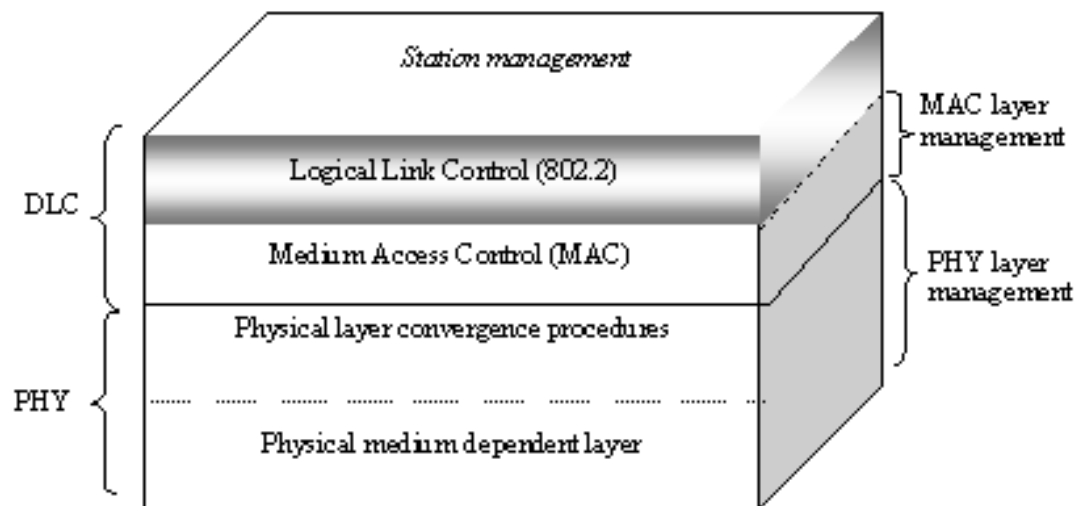 Station management
MAC layer
management
Logical Link Control (802.2)
DLC
Medium Access Control (MAC)
PHY layer
management
Physical layer convergence procedures
PHY
Physical medium dependent layer